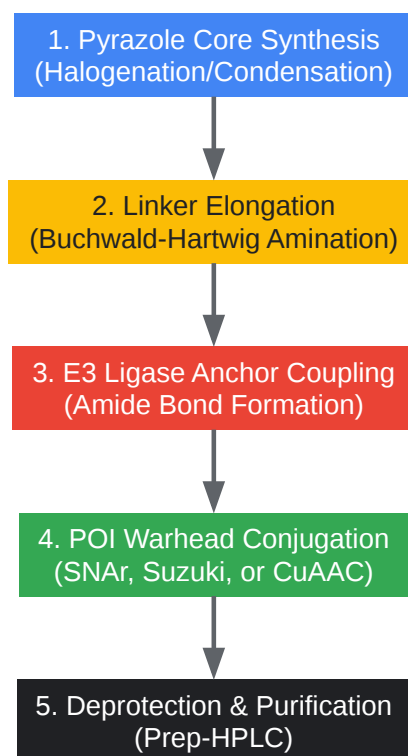 1. Pyrazole Core Synthesis
(Halogenation/Condensation)
2. Linker Elongation
(Buchwald-Hartwig Amination)
3. E3 Ligase Anchor Coupling
(Amide Bond Formation)
4. POI Warhead Conjugation
(SNAr, Suzuki, or CuAAC)
5. Deprotection & Purification
(Prep-HPLC)